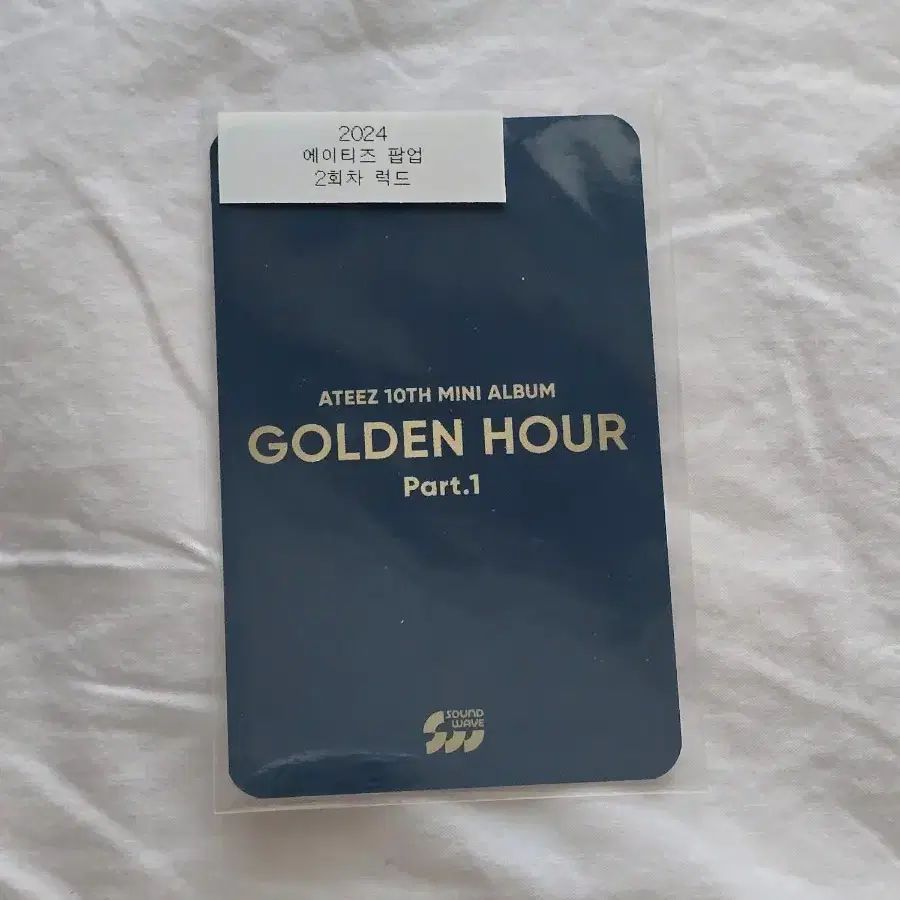 2024
에이티즈 팝업
2회차 럭드
ATEEZ 10TH MINI ALBUM
GOLDEN HOUR
Part.1
SOUND
WAVE